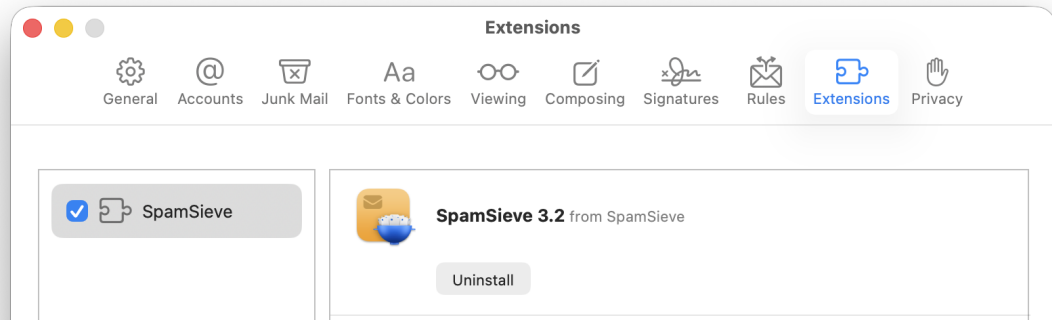 Extensions
General
Accounts
Junk Mail
Fonts & Colors
Viewing
Composing
Signatures
Rules
Extensions
Privacy
SpamSieve
SpamSieve 3.2 from SpamSieve
Uninstall